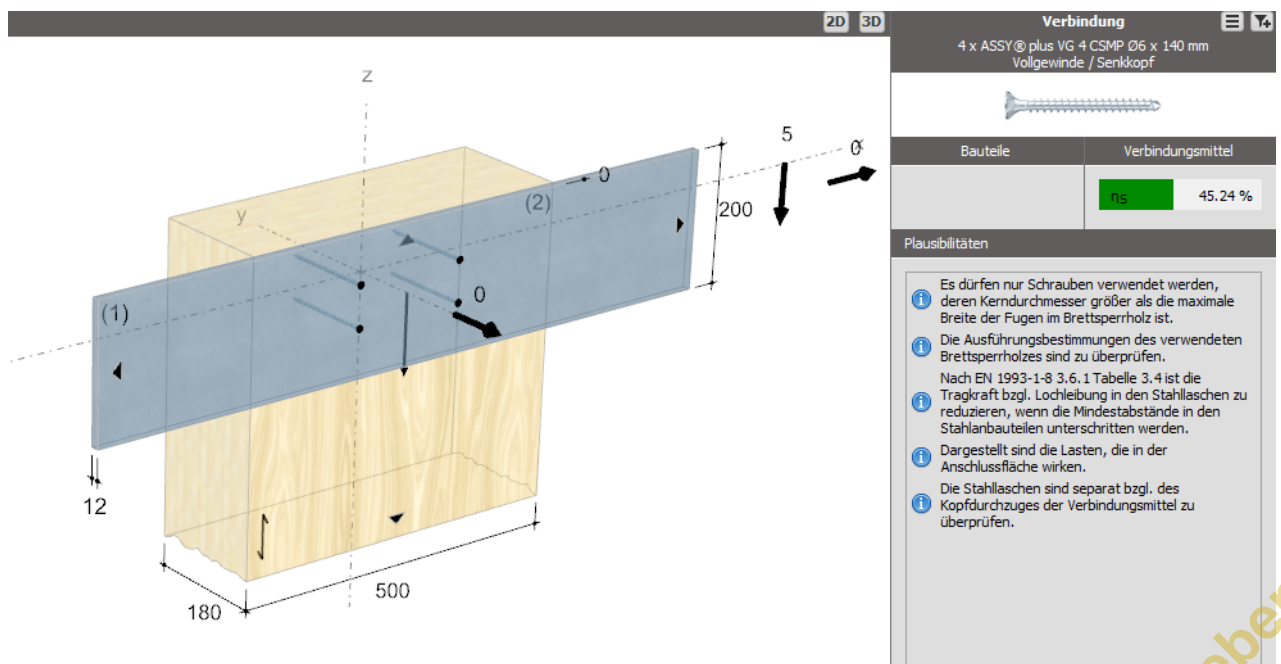 2D 3D
Verbindung
4 x ASSY® plus VG 4 CSMP Ø6 x 140 mm
Vollgewinde / Senkkopf
Bauteile Verbindungsmittel
ηs 45.24 %
Plausibilitäten
Es dürfen nur Schrauben verwendet werden,
deren Kerndurchmesser größer als die maximale
Breite der Fugen im Brettsperrholz ist.
Die Ausführungsbestimmungen des verwendeten
Brettsperrholzes sind zu überprüfen.
Nach EN 1993-1-8 3.6.1 Tabelle 3.4 ist die
Tragkraft bzgl. Lochleibung in den Stahllaschen zu
reduzieren, wenn die Mindestabstände in den
Stahlanbauteilen unterschritten werden.
Dargestellt sind die Lasten, die in der
Anschlussfläche wirken.
Die Stahllaschen sind separat bzgl. des
Kopfdurchzuges der Verbindungsmittel zu
überprüfen.
z
5
x
0
0
(2)
200
y
0
(1)
12
500
180